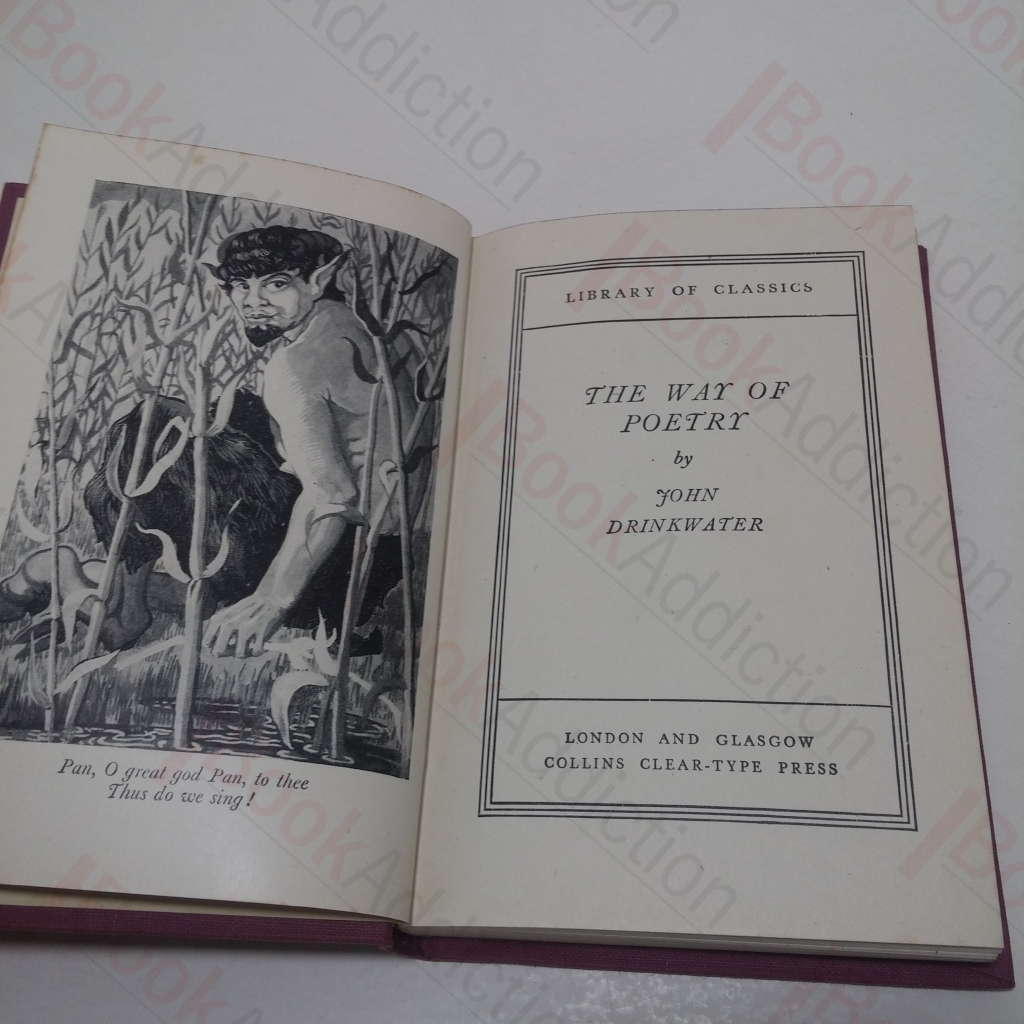 Pan, O great god Pan, to thee
Thus do we sing!
LIBRARY OF CLASSICS
THE WAY OF
POETRY
by
JOHN
DRINKWATER
LONDON AND GLASGOW
COLLINS CLEAR-TYPE PRESS
BookAddiction